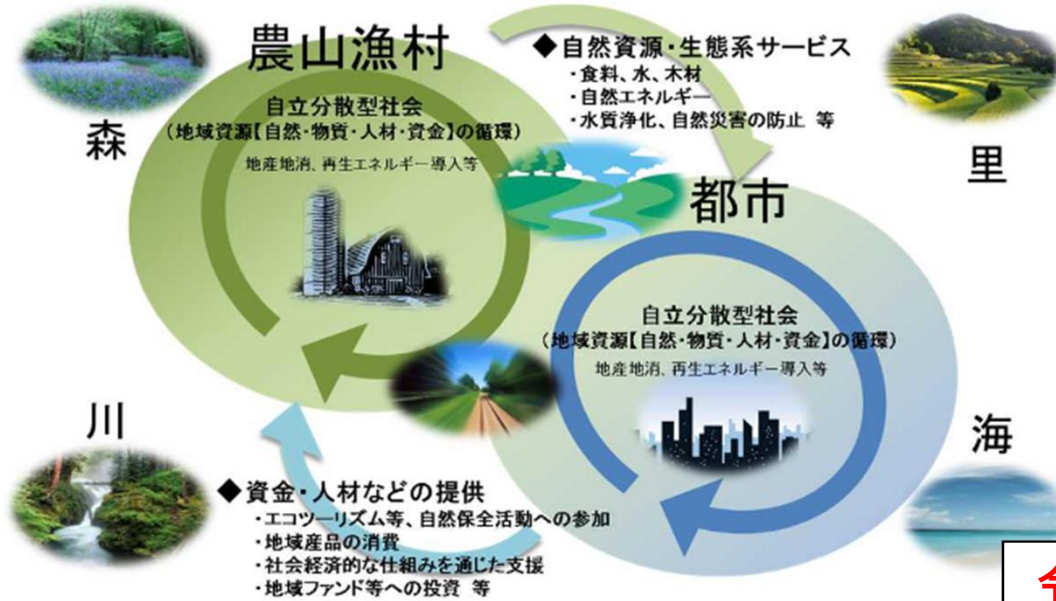 農山漁村
自立分散型社会
(地域資源【自然・物質・人材・資金】の循環)
地産地消、再生エネルギー導入等
◆自然資源・生態系サービス
・食料、水、木材
・自然エネルギー
・水質浄化、自然災害の防止 等
森
里
都市
自立分散型社会
(地域資源【自然・物質・人材・資金】の循環)
地産地消、再生エネルギー導入等
川
海
◆資金・人材などの提供
・エコツーリズム等、自然保全活動への参加
・地域産品の消費
・社会経済的な仕組みを通じた支援
・地域ファンド等への投資 等